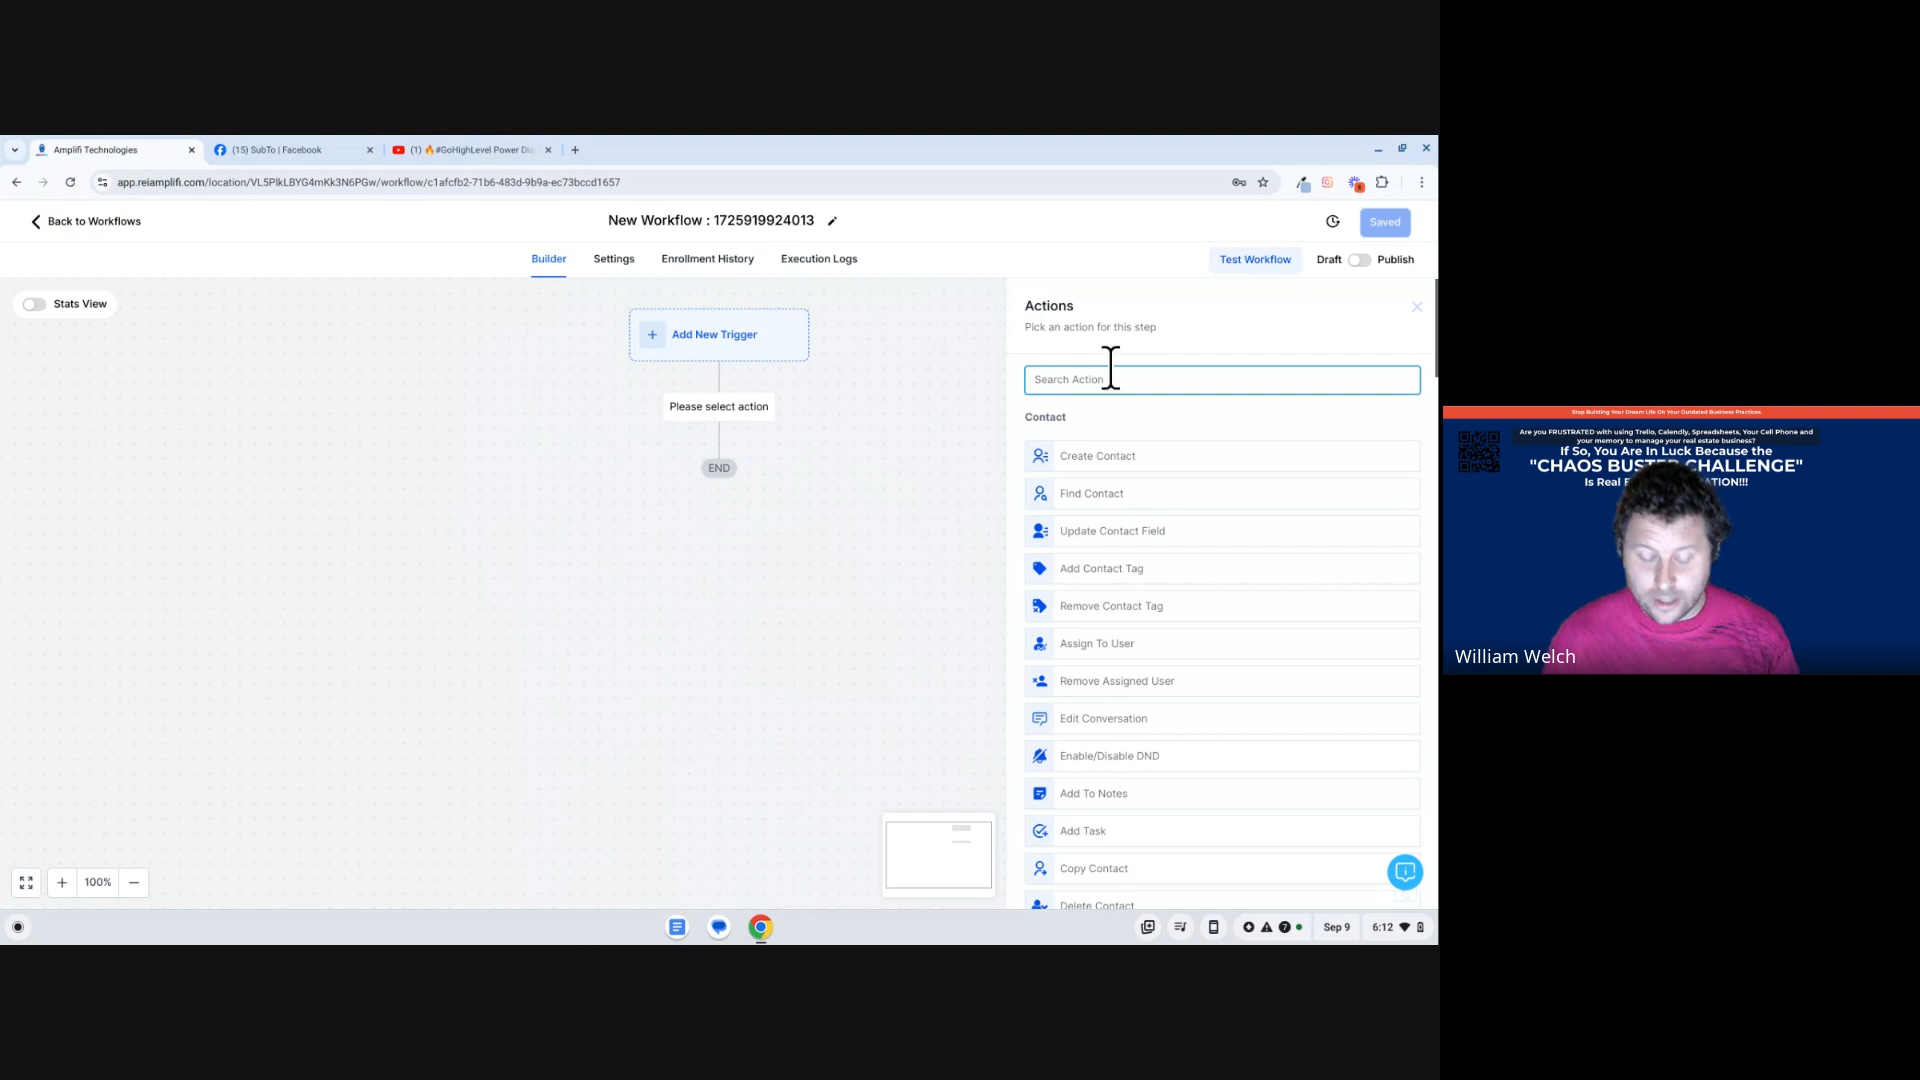 Amplifi Technologies
(15) SubTo | Facebook
(1) 🔥#GoHighLevel Power Dia
app.reiamplifi.com/location/VL5PlkLBYG4mKk3N6PGw/workflow/c1afcfb2-71b6-483d-9b9a-ec73bccd1657
Back to Workflows
New Workflow : 1725919924013
Saved
Builder
Settings
Enrollment History
Execution Logs
Test Workflow
Draft
Publish
Stats View
Add New Trigger
Please select action
END
100%
Actions
Pick an action for this step
Search Action
Contact
Create Contact
Find Contact
Update Contact Field
Add Contact Tag
Remove Contact Tag
Assign To User
Remove Assigned User
Edit Conversation
Enable/Disable DND
Add To Notes
Add Task
Copy Contact
Delete Contact
7
Sep 9
6:12
Stop Building Your Dream Life On Your Outdated Business Practices
Are you FRUSTRATED with using Trello, Calendly, Spreadsheets, Your Cell Phone and
your memory to manage your real estate business?
If So, You Are In Luck Because the
"CHAOS BUSTER CHALLENGE"
Is Real
William Welch